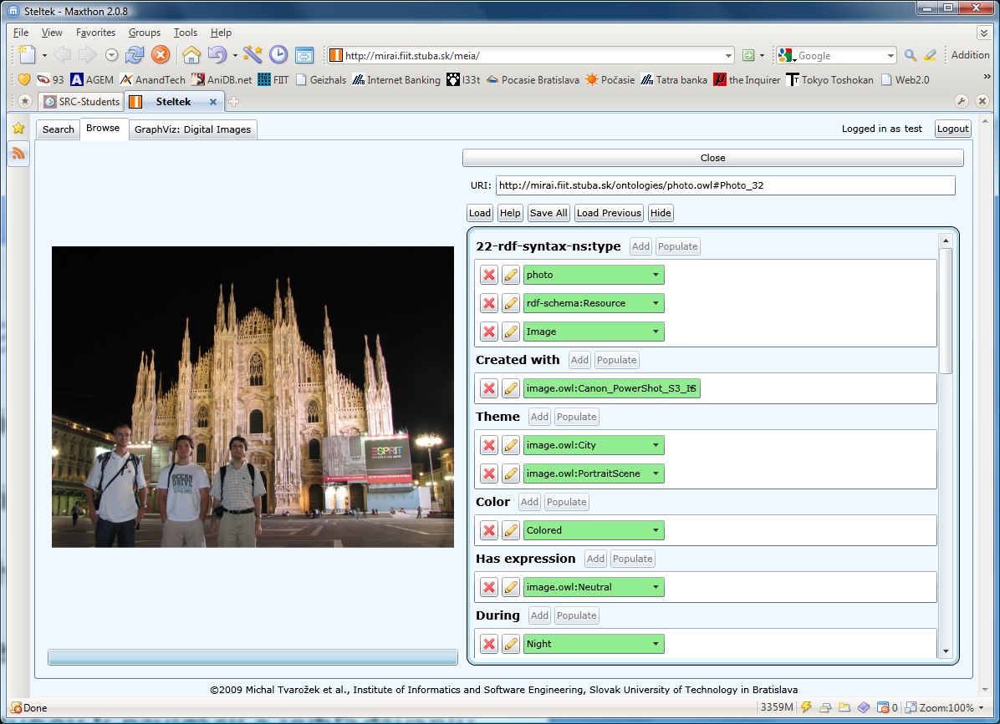 Steltek - Maxthon 2.0.8
File View Favorites Groups Tools Help
http://mirai.fiit.stuba.sk/meia/ Google Addition
93 AGEM AnandTech AniDB.net FIIT Geizhals Internet Banking l33t Pocasie Bratislava Počasie Tatra banka the Inquirer Tokyo Toshokan Web2.0
SRC-Students Steltek
Search Browse GraphViz: Digital Images Logged in as test Logout
Close
URI: http://mirai.fiit.stuba.sk/ontologies/photo.owl#Photo_32
Load Help Save All Load Previous Hide
22-rdf-syntax-ns:type Add Populate
photo
rdf-schema:Resource
Image
Created with Add Populate
image.owl:Canon_PowerShot_S3_IS
Theme Add Populate
image.owl:City
image.owl:PortraitScene
Color Add Populate
Colored
Has expression Add Populate
image.owl:Neutral
During Add Populate
Night
ESPRIT
OCEAN
DRIVE
©2009 Michal Tvarožek et al., Institute of Informatics and Software Engineering, Slovak University of Technology in Bratislava
Done 3359M 0 Zoom:100%